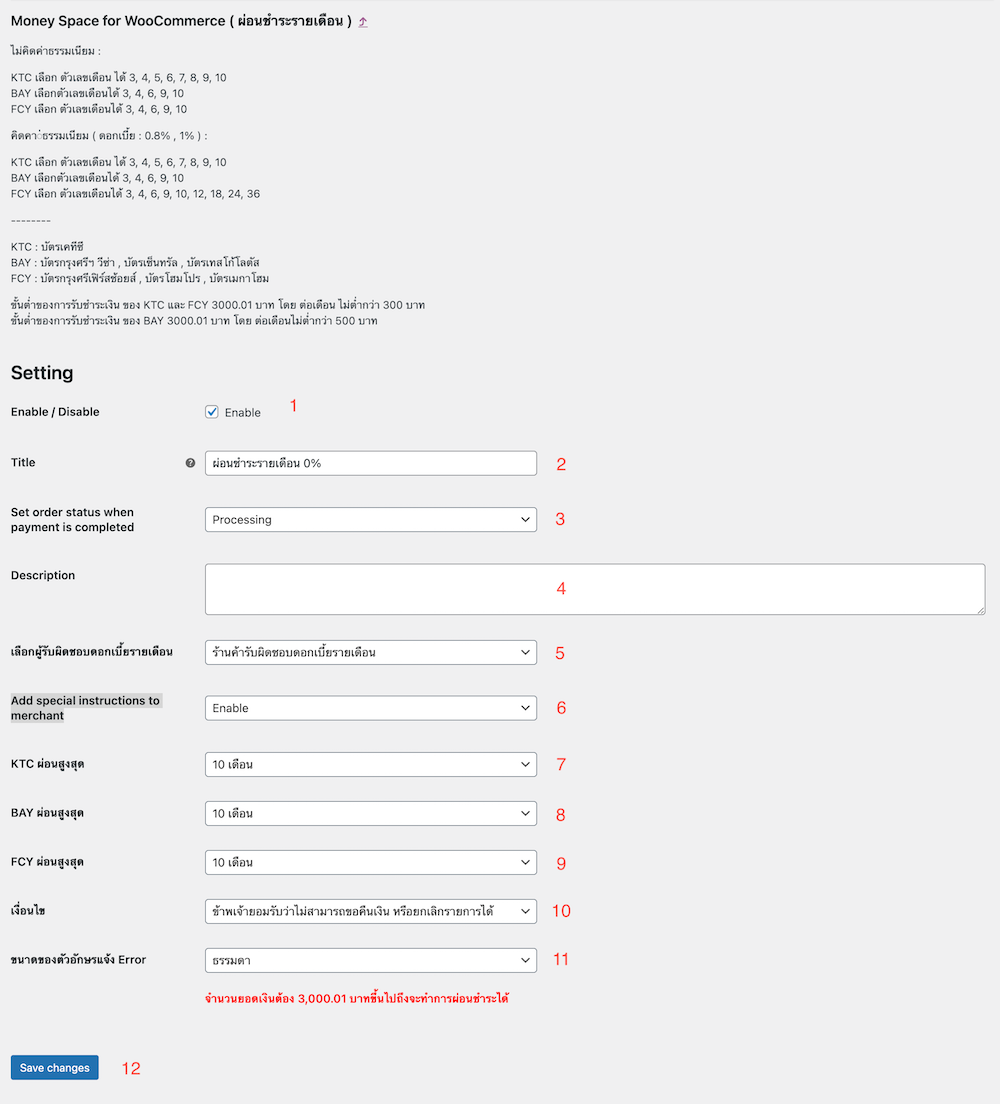 Money Space for WooCommerce ( ผ่อนชำระรายเดือน ) ⤴
ไม่คิดค่าธรรมเนียม :
KTC เลือก ตัวเลขเดือน ได้ 3, 4, 5, 6, 7, 8, 9, 10
BAY เลือกตัวเลขเดือนได้ 3, 4, 6, 9, 10
FCY เลือก ตัวเลขเดือนได้ 3, 4, 6, 9, 10
คิดคา่ธรรมเนียม ( ดอกเบี้ย : 0.8% , 1% ) :
KTC เลือก ตัวเลขเดือน ได้ 3, 4, 5, 6, 7, 8, 9, 10
BAY เลือกตัวเลขเดือนได้ 3, 4, 6, 9, 10
FCY เลือก ตัวเลขเดือนได้ 3, 4, 6, 9, 10, 12, 18, 24, 36
--------
KTC : บัตรเคทีซี
BAY : บัตรกรุงศรีฯ วีซ่า , บัตรเซ็นทรัล , บัตรเทสโก้โลตัส
FCY : บัตรกรุงศรีเฟิร์สช้อยส์ , บัตรโฮมโปร , บัตรเมกาโฮม
ขั้นต่ำของการรับชำระเงิน ของ KTC และ FCY 3000.01 บาท โดย ต่อเดือน ไม่ต่ำกว่า 300 บาท
ขั้นต่ำของการรับชำระเงิน ของ BAY 3000.01 บาท โดย ต่อเดือนไม่ต่ำกว่า 500 บาท
Setting
Enable / Disable Enable 1
Title ? ผ่อนชำระรายเดือน 0% 2
Set order status when
payment is completed Processing 3
Description 4
เลือกผู้รับผิดชอบดอกเบี้ยรายเดือน ร้านค้ารับผิดชอบดอกเบี้ยรายเดือน 5
Add special instructions to
merchant Enable 6
KTC ผ่อนสูงสุด 10 เดือน 7
BAY ผ่อนสูงสุด 10 เดือน 8
FCY ผ่อนสูงสุด 10 เดือน 9
เงื่อนไข ข้าพเจ้ายอมรับว่าไม่สามารถขอคืนเงิน หรือยกเลิกรายการได้ 10
ขนาดของตัวอักษรแจ้ง Error ธรรมดา 11
จำนวนยอดเงินต้อง 3,000.01 บาทขึ้นไปถึงจะทำการผ่อนชำระได้
Save changes 12